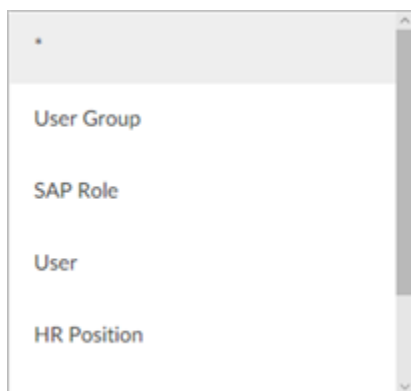 *
User Group
SAP Role
User
HR Position